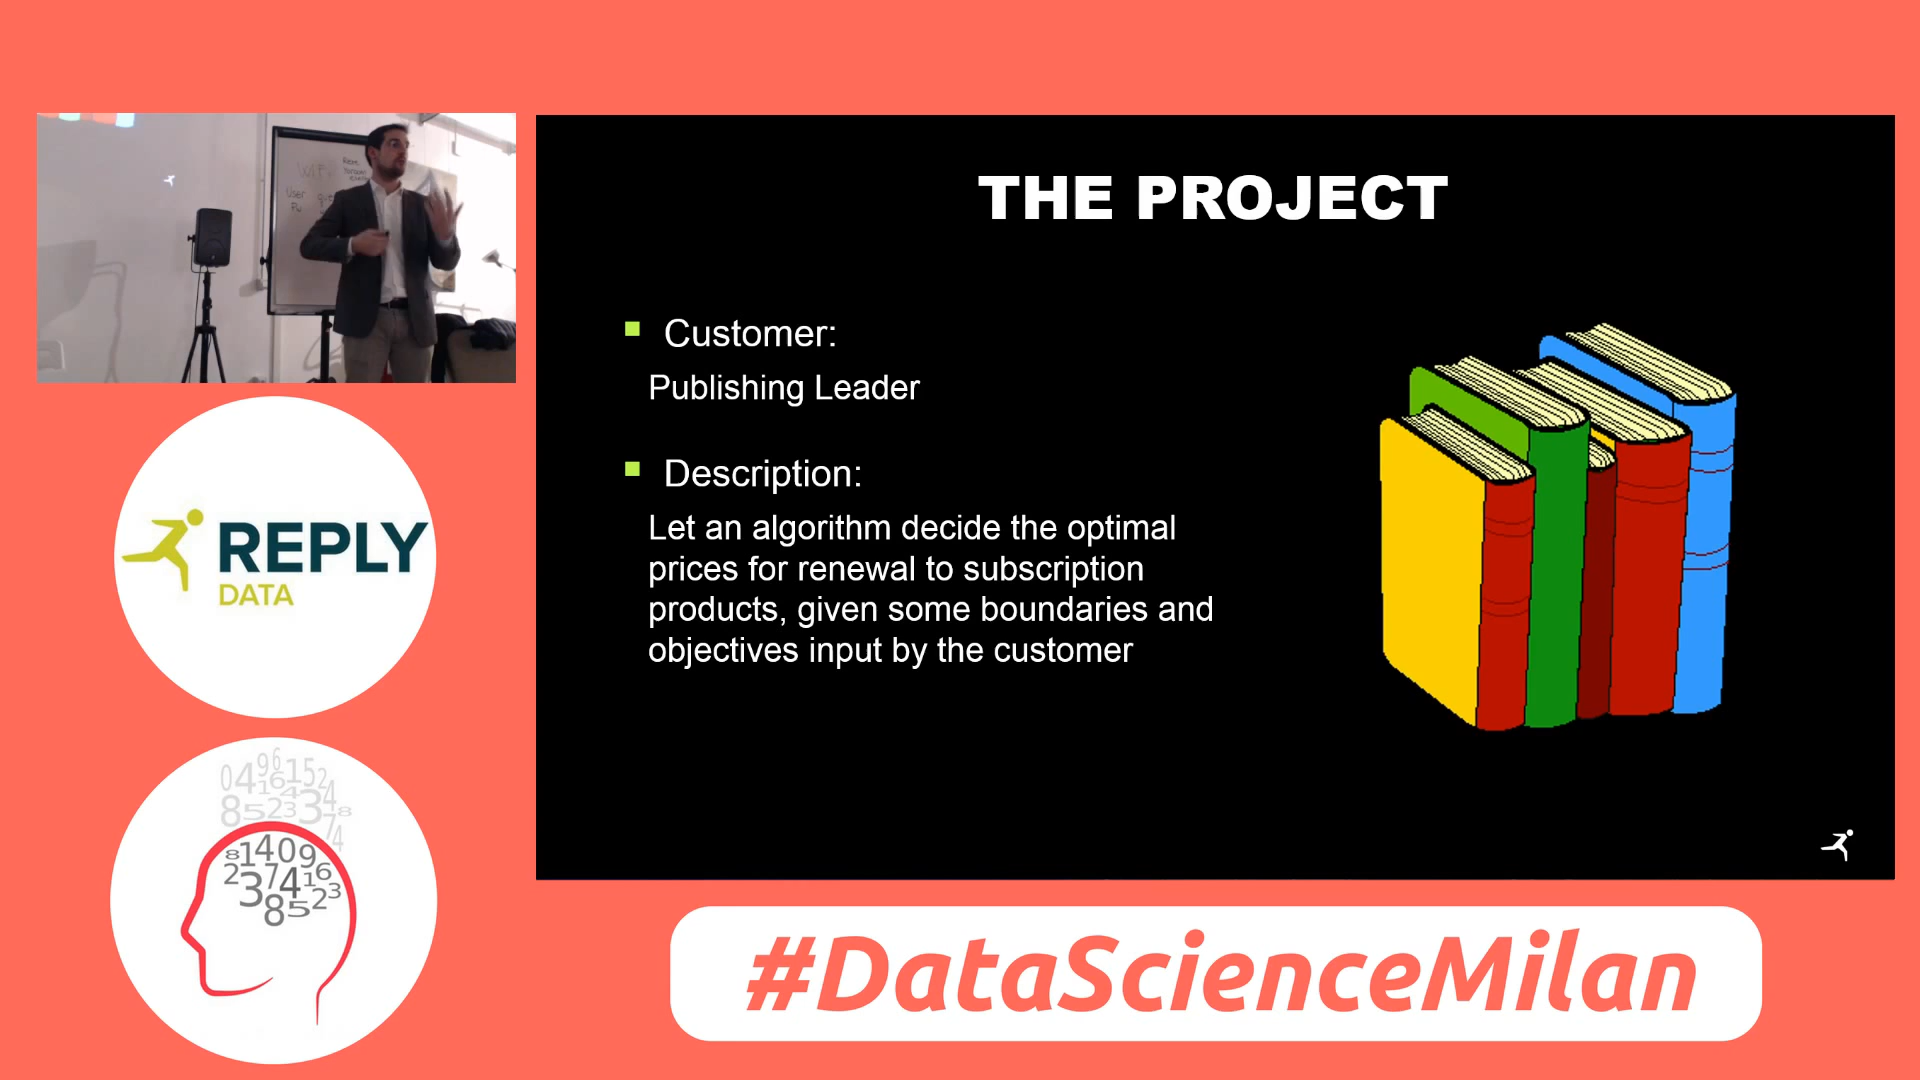 THE PROJECT
Customer:
Publishing Leader
Description:
Let an algorithm decide the optimal
prices for renewal to subscription
products, given some boundaries and
objectives input by the customer
REPLY
DATA
#DataScienceMilan
User